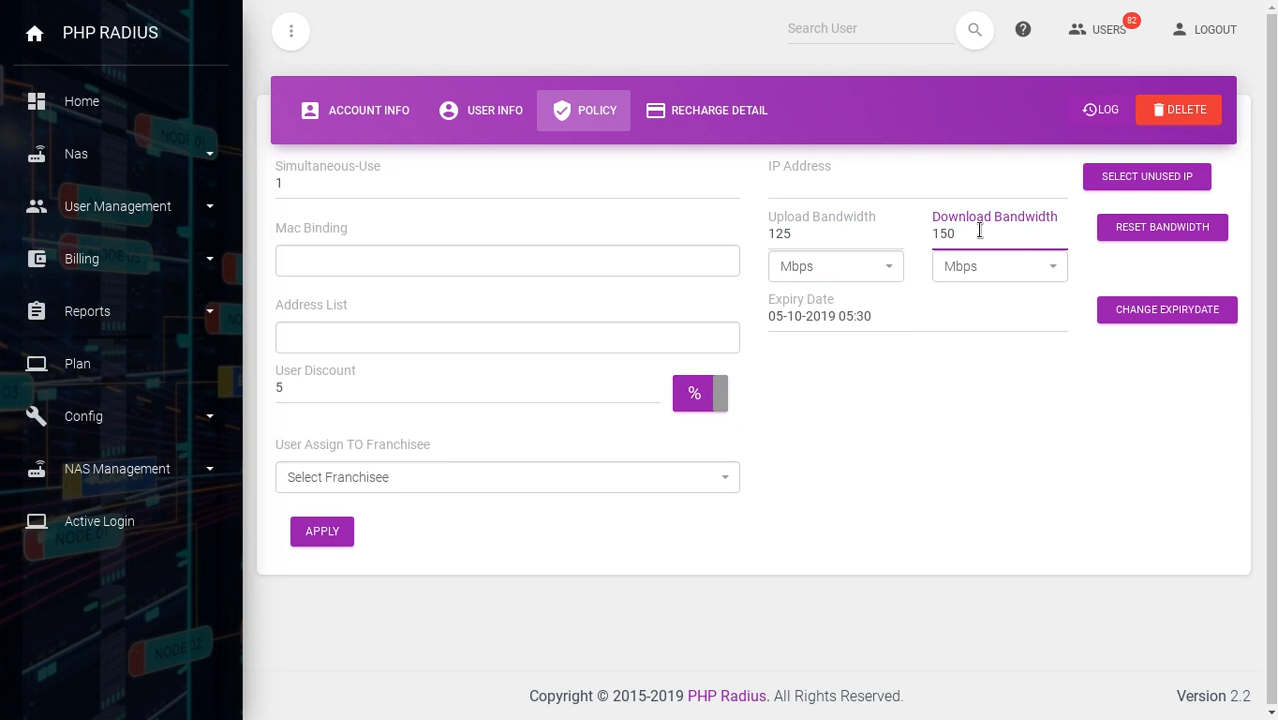 PHP RADIUS
Home
Nas
User Management
Billing
Reports
Plan
Config
NAS Management
Active Login
Search User
USERS 82
LOGOUT
ACCOUNT INFO
USER INFO
POLICY
RECHARGE DETAIL
LOG
DELETE
Simultaneous-Use
1
Mac Binding
Address List
User Discount
5
%
User Assign TO Franchisee
Select Franchisee
APPLY
IP Address
SELECT UNUSED IP
Upload Bandwidth
125
Mbps
Download Bandwidth
150
Mbps
RESET BANDWIDTH
Expiry Date
05-10-2019 05:30
CHANGE EXPIRYDATE
NODE 01
NODE 02
Copyright © 2015-2019 PHP Radius. All Rights Reserved.
Version 2.2